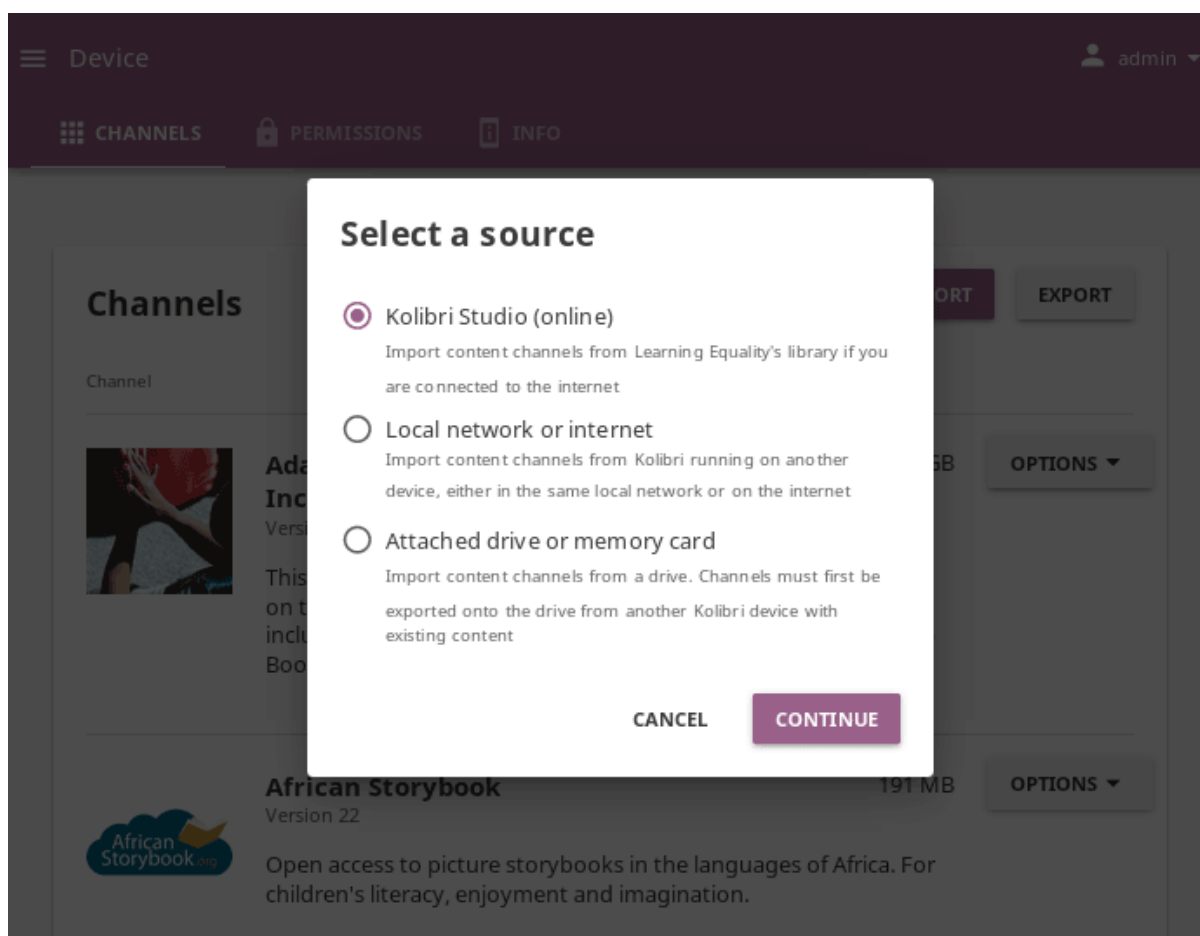 Device
admin
CHANNELS PERMISSIONS INFO
Select a source
Channels
EXPORT
Kolibri Studio (online)
Import content channels from Learning Equality's library if you
are connected to the internet
Channel
Local network or internet
Import content channels from Kolibri running on another
device, either in the same local network or on the internet
OPTIONS
Attached drive or memory card
Import content channels from a drive. Channels must first be
exported onto the drive from another Kolibri device with
existing content
This
CANCEL CONTINUE
African Storybook
191 MB
OPTIONS
Version 22
African
Storybook.org
Open access to picture storybooks in the languages of Africa. For
children's literacy, enjoyment and imagination.